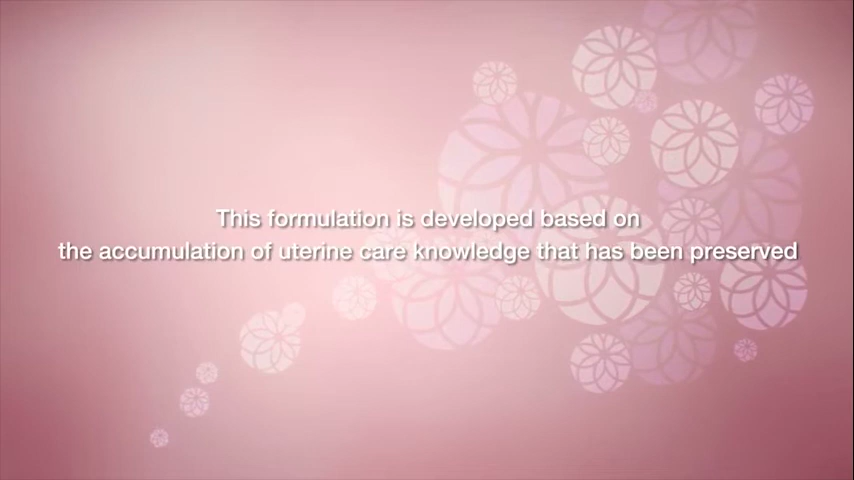 This formulation is developed based on
the accumulation of uterine care knowledge that has been preserved